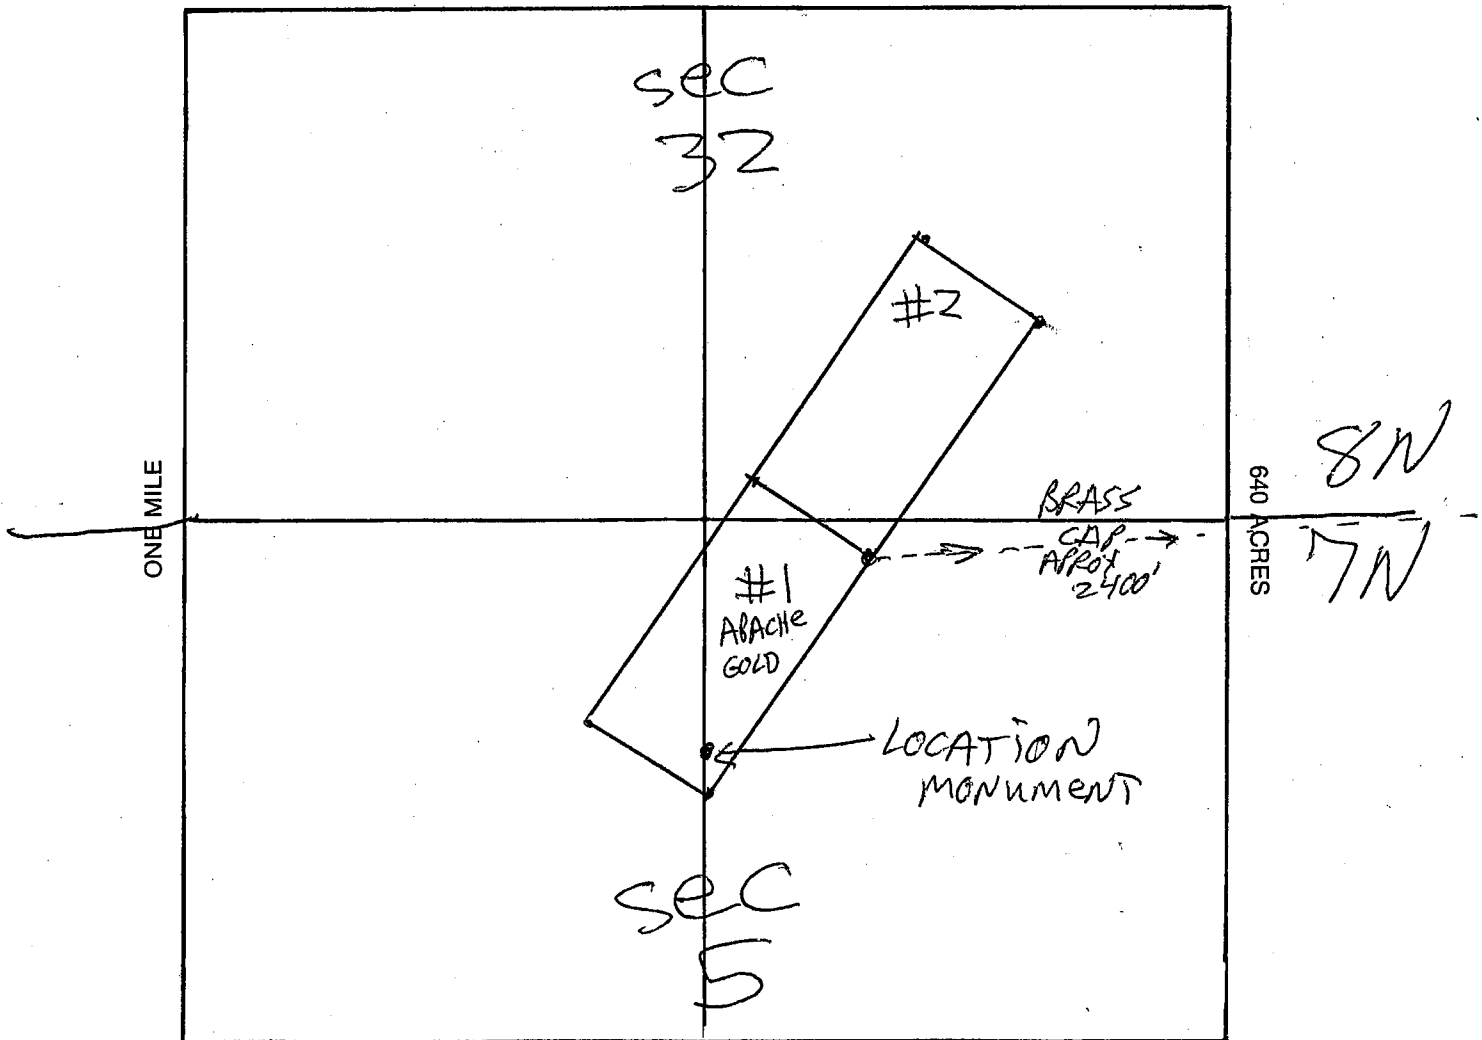 sec
32
#2
8N
ONE MILE
BRASS
CAP
APROX
2400'
640 ACRES
7N
#1
APACHe
GOLD
LOCATiON
MONUMeNT
sec
5